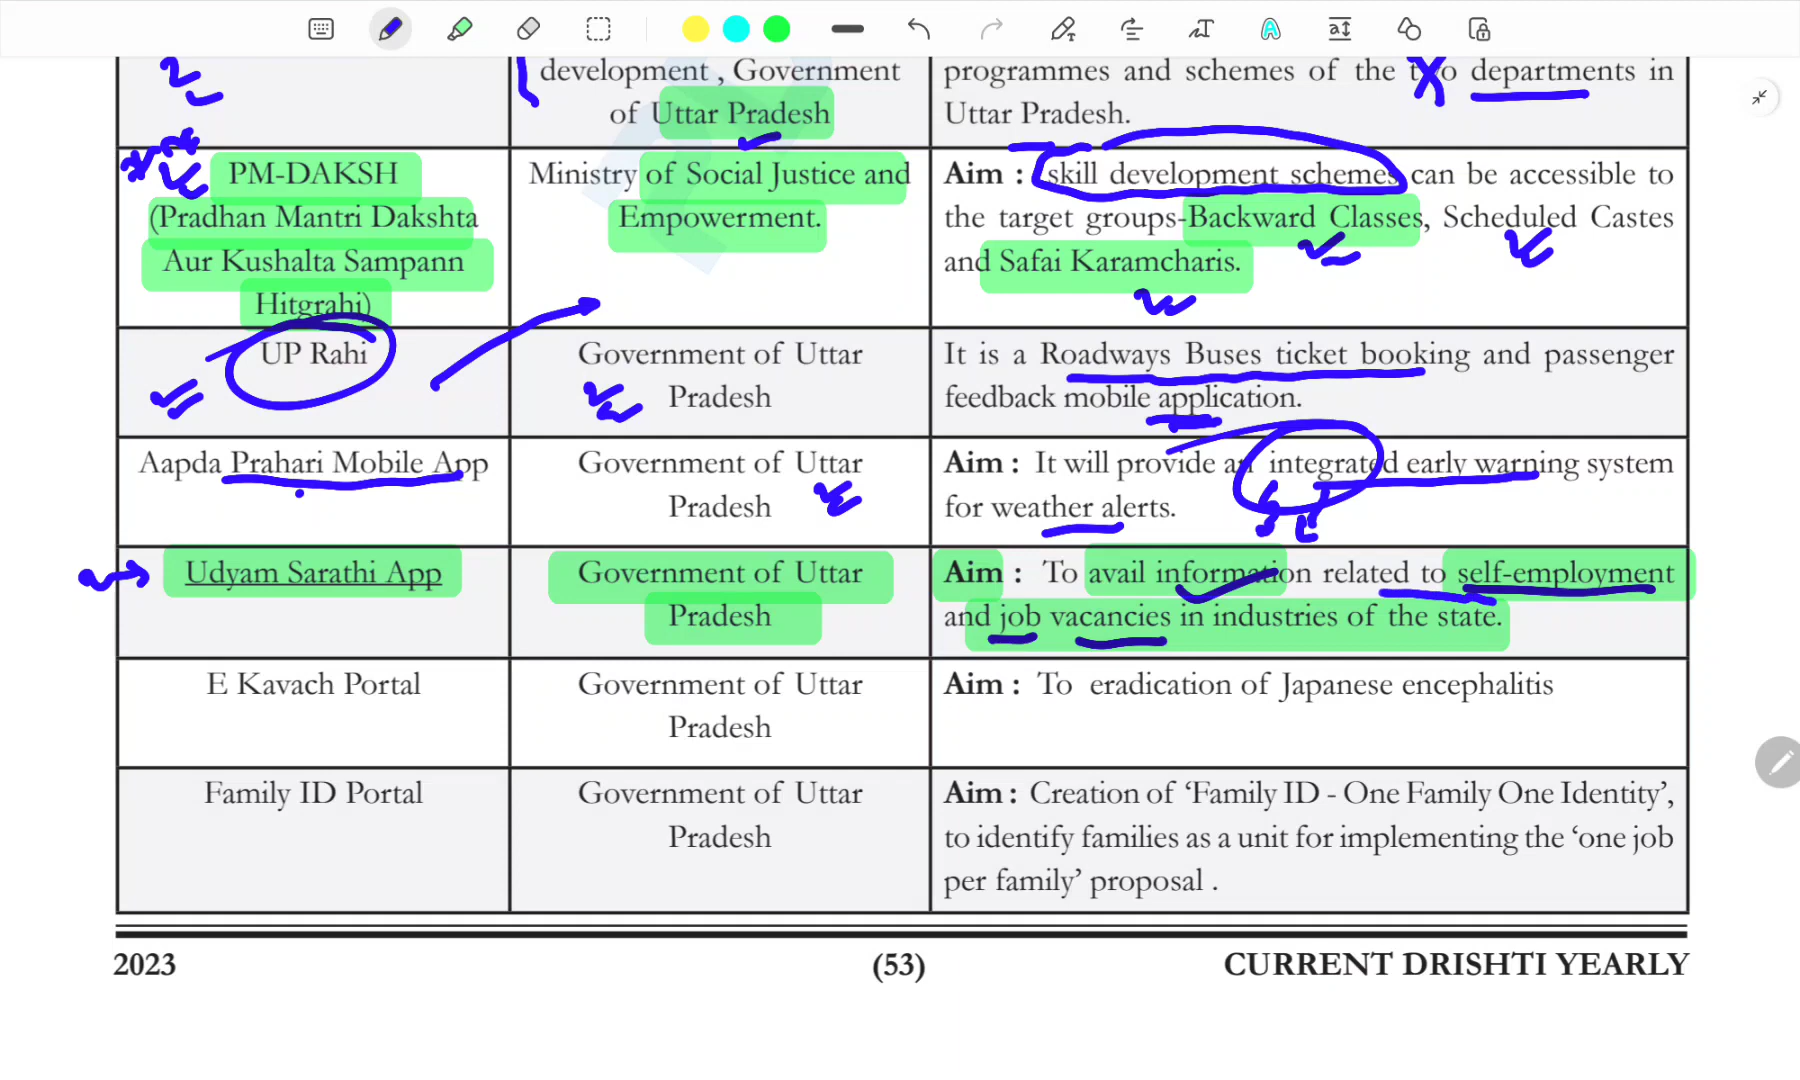 development , Government
of Uttar Pradesh
programmes and schemes of the two departments in
Uttar Pradesh.
PM-DAKSH
(Pradhan Mantri Dakshta
Aur Kushalta Sampann
Hitgrahi)
Ministry of Social Justice and
Empowerment.
Aim : skill development schemes can be accessible to
the target groups-Backward Classes, Scheduled Castes
and Safai Karamcharis.
UP Rahi
Government of Uttar
Pradesh
It is a Roadways Buses ticket booking and passenger
feedback mobile application.
Aapda Prahari Mobile App
Government of Uttar
Pradesh
Aim : It will provide an integrated early warning system
for weather alerts.
Udyam Sarathi App
Government of Uttar
Pradesh
Aim : To avail information related to self-employment
and job vacancies in industries of the state.
E Kavach Portal
Government of Uttar
Pradesh
Aim : To eradication of Japanese encephalitis
Family ID Portal
Government of Uttar
Pradesh
Aim : Creation of ‘Family ID - One Family One Identity’,
to identify families as a unit for implementing the ‘one job
per family’ proposal .
2023
(53)
CURRENT DRISHTI YEARLY